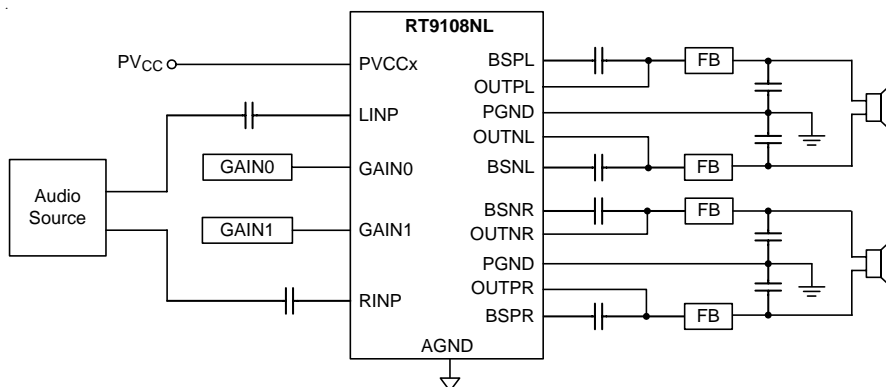 RT9108NL
PVCC
PVCCx
LINP
GAIN0
GAIN0
Audio
Source
GAIN1
GAIN1
RINP
AGND
BSPL
FB
OUTPL
PGND
OUTNL
BSNL
FB
BSNR
FB
OUTNR
PGND
OUTPR
BSPR
FB